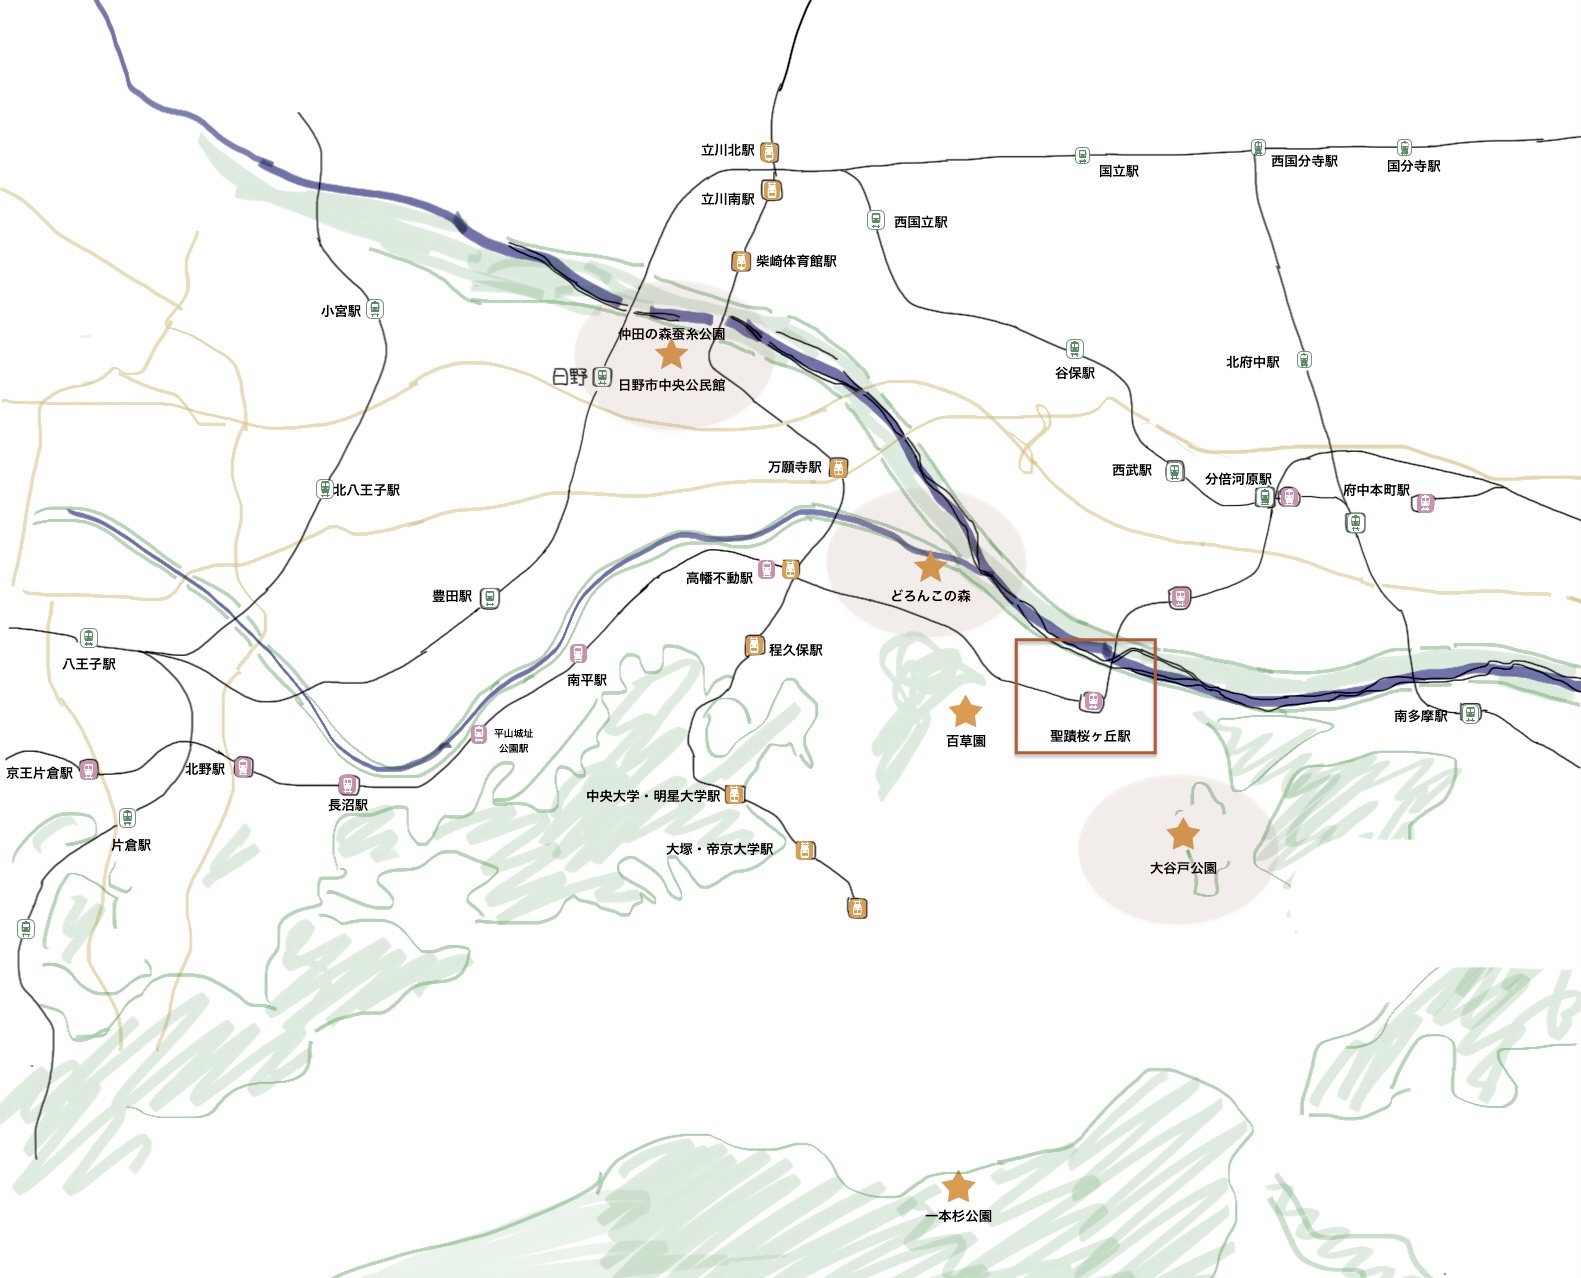 立川北駅
西国分寺駅
国分寺駅
国立駅
立川南駅
西国立駅
柴崎体育館駅
小宮駅
仲田の森蚕糸公園
北府中駅
谷保駅
日野
日野市中央公民館
万願寺駅
西武駅
分倍河原駅
府中本町駅
北八王子駅
高幡不動駅
豊田駅
どろんこの森
程久保駅
八王子駅
南平駅
南多摩駅
平山城址
公園駅
百草園
聖蹟桜ヶ丘駅
京王片倉駅
北野駅
長沼駅
中央大学・明星大学駅
片倉駅
大塚・帝京大学駅
大谷戸公園
一本杉公園